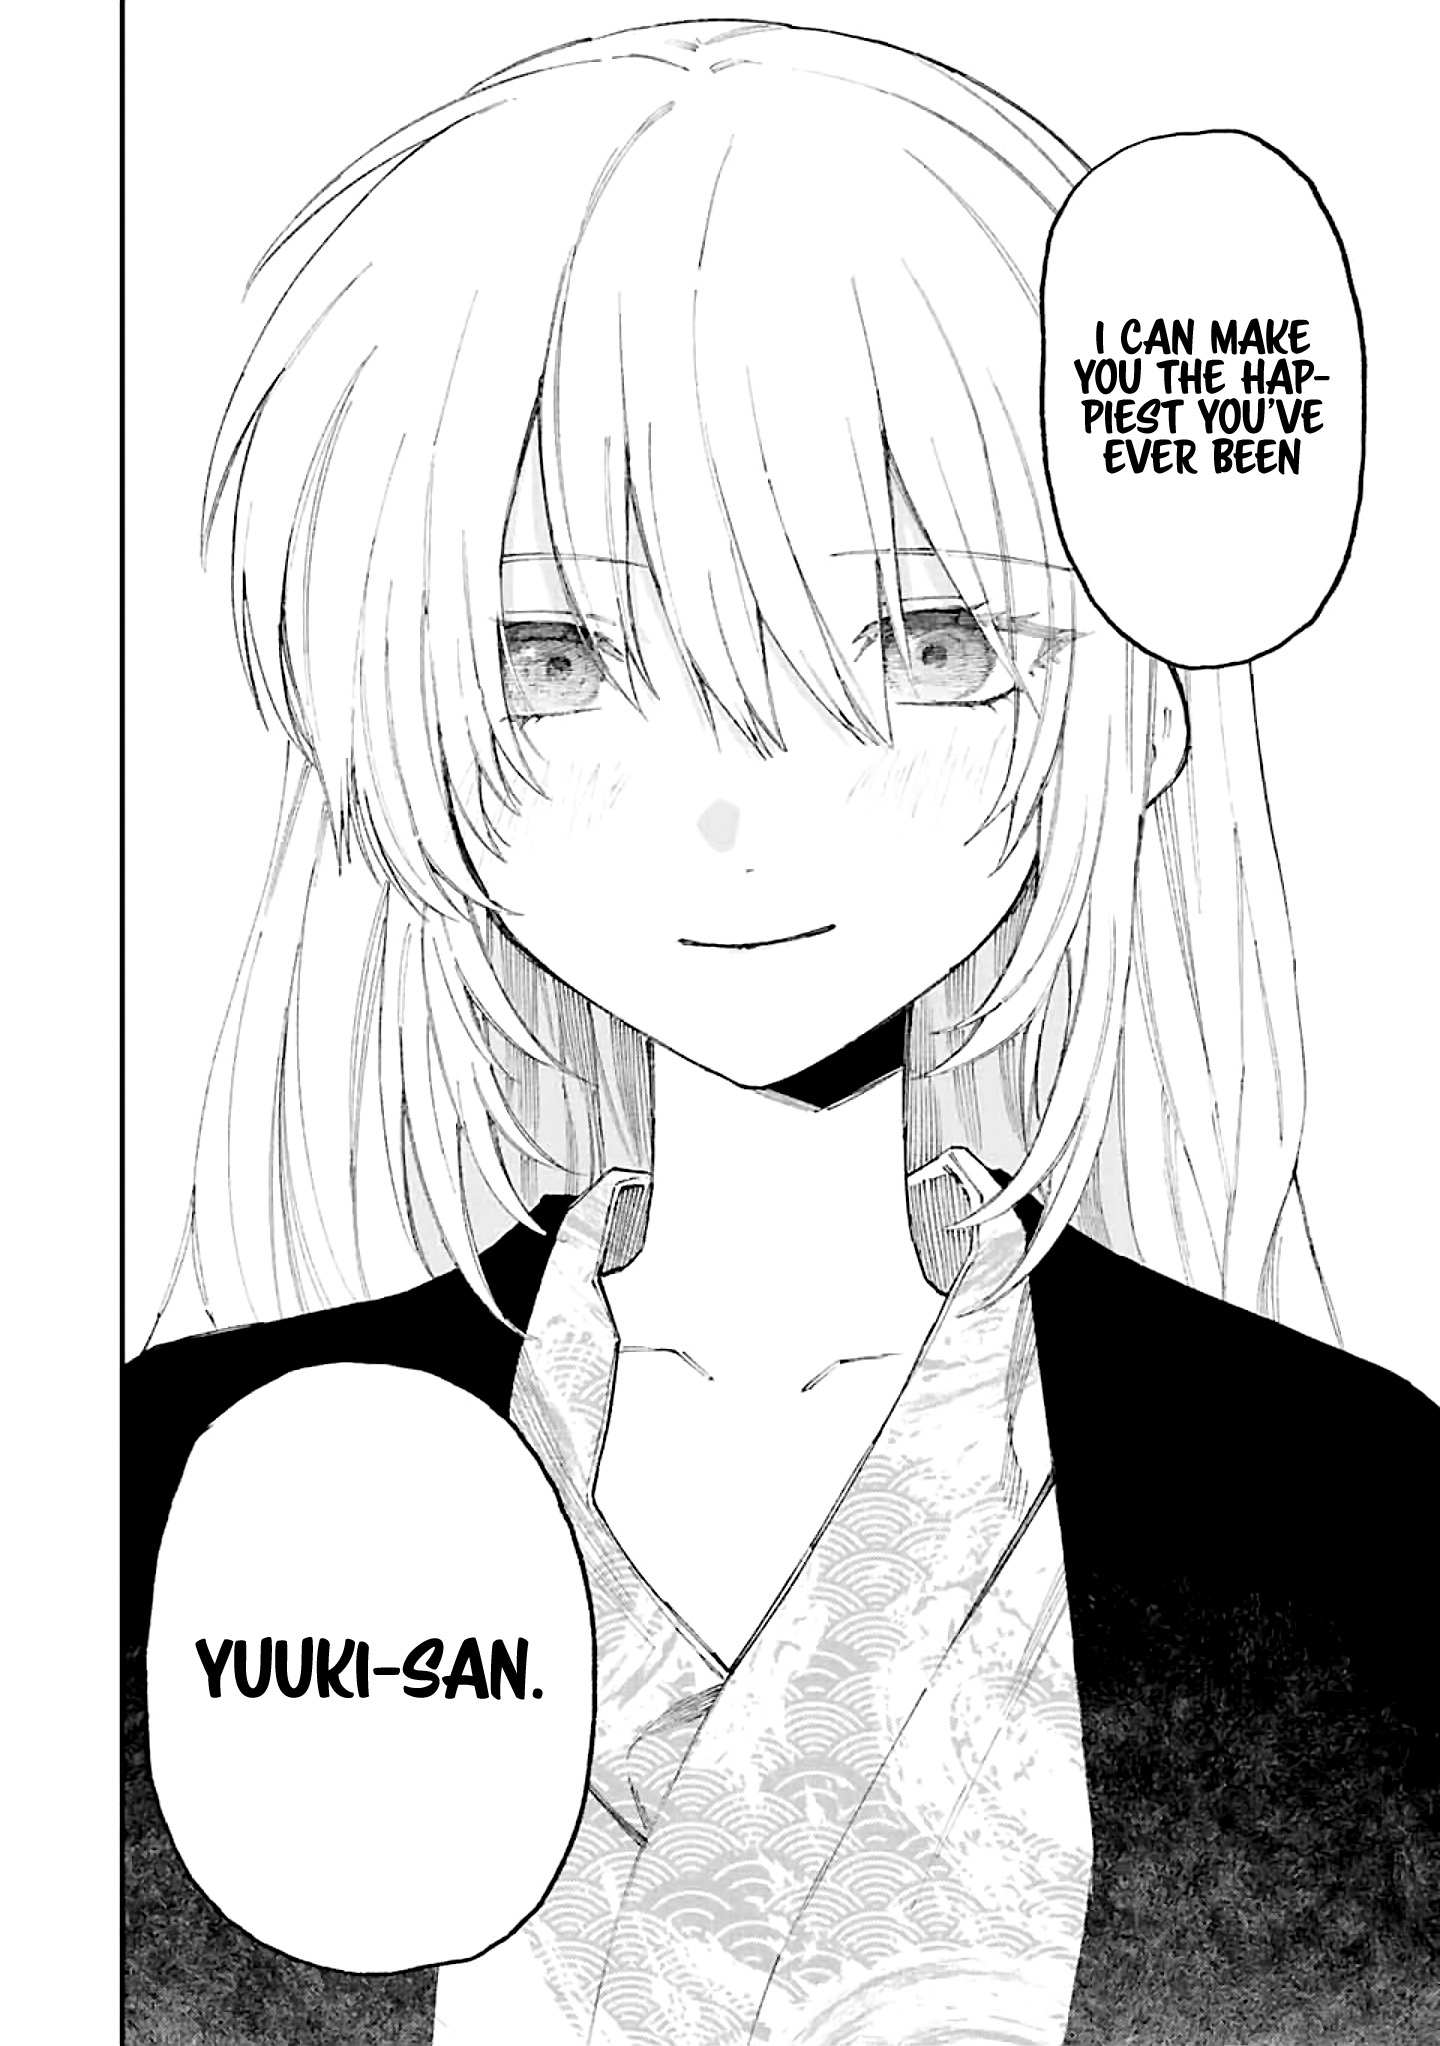 I CAN MAKE
YOU THE HAP-
PIEST YOU'VE
EVER BEEN
YUUKI-SAN.